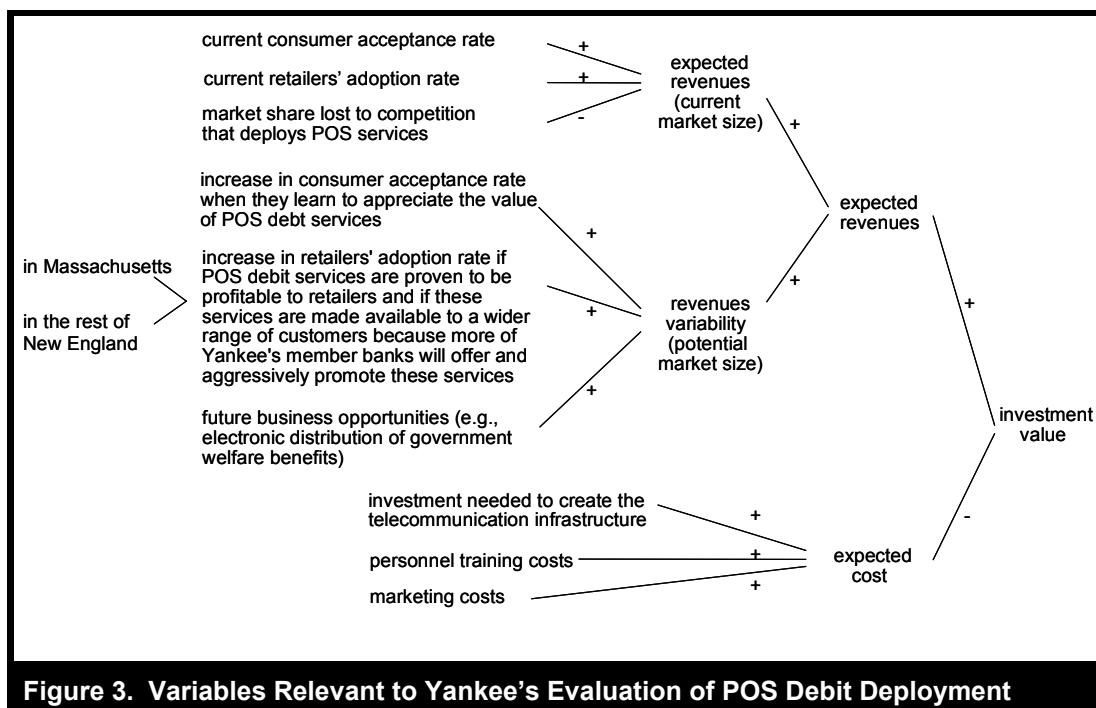 current consumer acceptance rate
current retailers' adoption rate
market share lost to competition
that deploys POS services
+
+
-
expected
revenues
(current
market size)
+
increase in consumer acceptance rate
when they learn to appreciate the value
of POS debt services
+
expected
revenues
in Massachusetts
in the rest of
New England
increase in retailers' adoption rate if
POS debit services are proven to be
profitable to retailers and if these
services are made available to a wider
range of customers because more of
Yankee's member banks will offer and
aggressively promote these services
+
revenues
variability
(potential
market size)
+
+
future business opportunities (e.g.,
electronic distribution of government
welfare benefits)
+
investment
value
investment needed to create the
telecommunication infrastructure
+
-
personnel training costs
+
expected
cost
marketing costs
+
Figure 3. Variables Relevant to Yankee's Evaluation of POS Debit Deployment